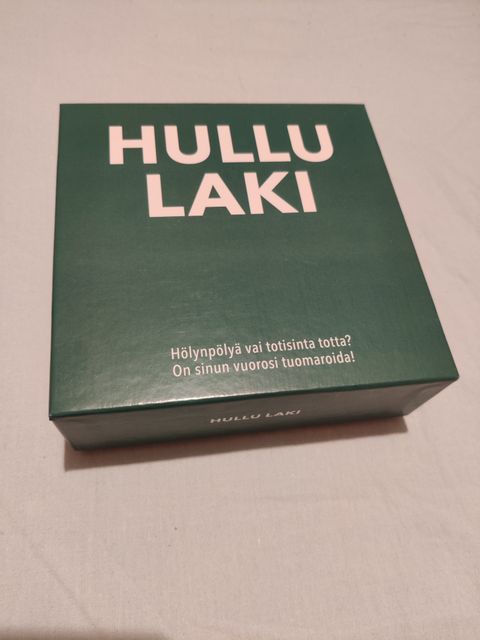 HULLU
LAKI
Hölynpölyä vai totisinta totta?
On sinun vuorosi tuomaroida!
HULLU LAKI